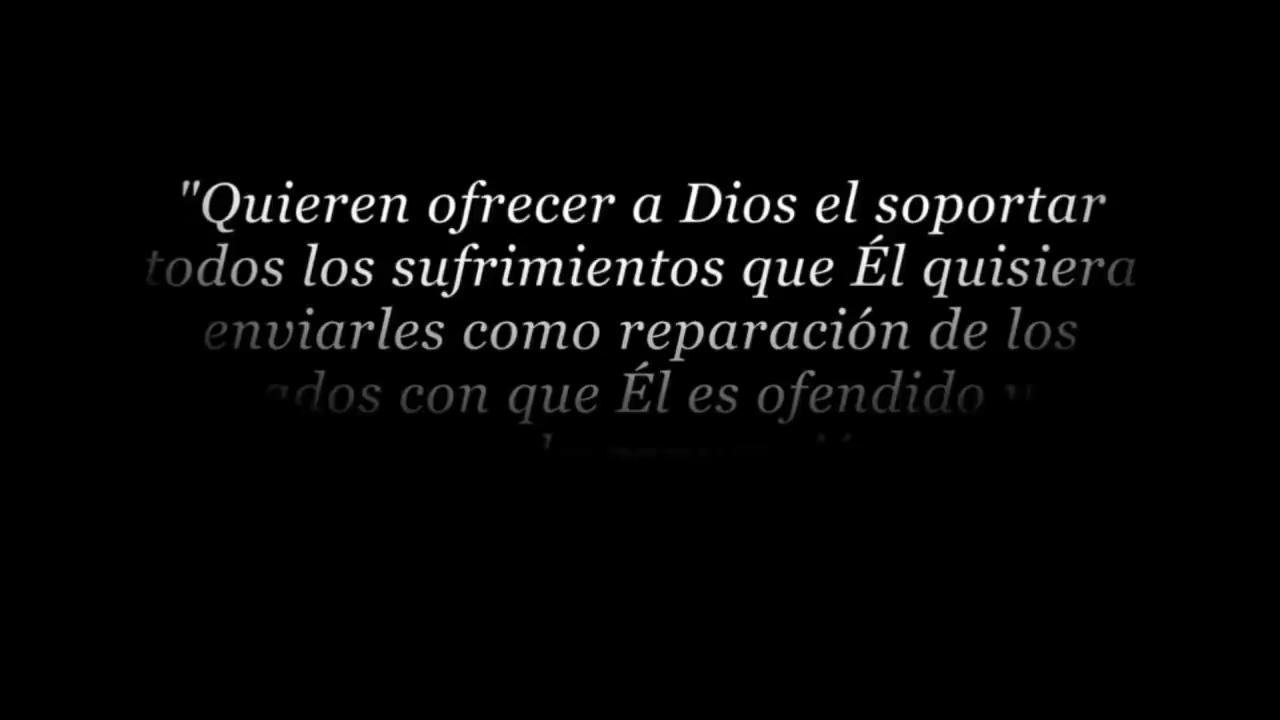 "Quieren ofrecer a Dios el soportar
todos los sufrimientos que Él quisiera
enviarles como reparación de los
con que Él es ofendido y